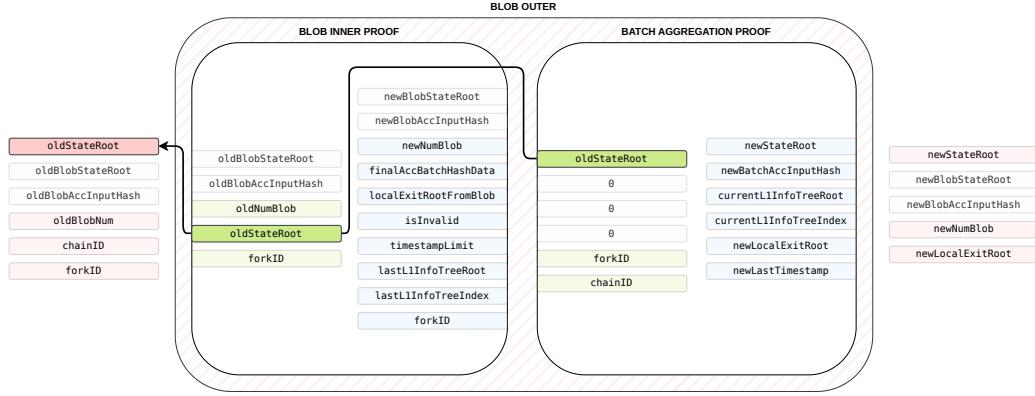 BLOB OUTER
BLOB INNER PROOF
BATCH AGGREGATION PROOF
oldStateRoot
oldBlobStateRoot
oldBlobAccInputHash
oldBlobNum
chainID
forkID
oldBlobStateRoot
oldBlobAccInputHash
oldNumBlob
oldStateRoot
forkID
newBlobStateRoot
newBlobAccInputHash
newNumBlob
finalAccBatchHashData
localExitRootFromBlob
isInvalid
timestampLimit
lastL1InfoTreeRoot
lastL1InfoTreeIndex
forkID
oldStateRoot
0
0
0
forkID
chainID
newStateRoot
newBatchAccInputHash
currentL1InfoTreeRoot
currentL1InfoTreeIndex
newLocalExitRoot
newLastTimestamp
newStateRoot
newBlobStateRoot
newBlobAccInputHash
newNumBlob
newLocalExitRoot